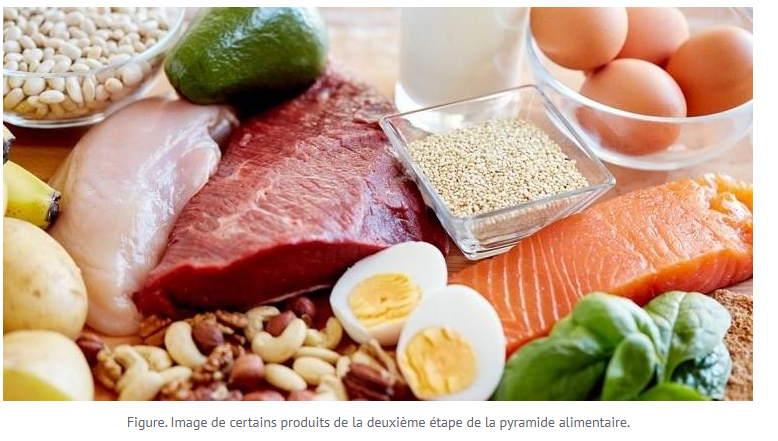 Figure. Image de certains produits de la deuxième étape de la pyramide alimentaire.